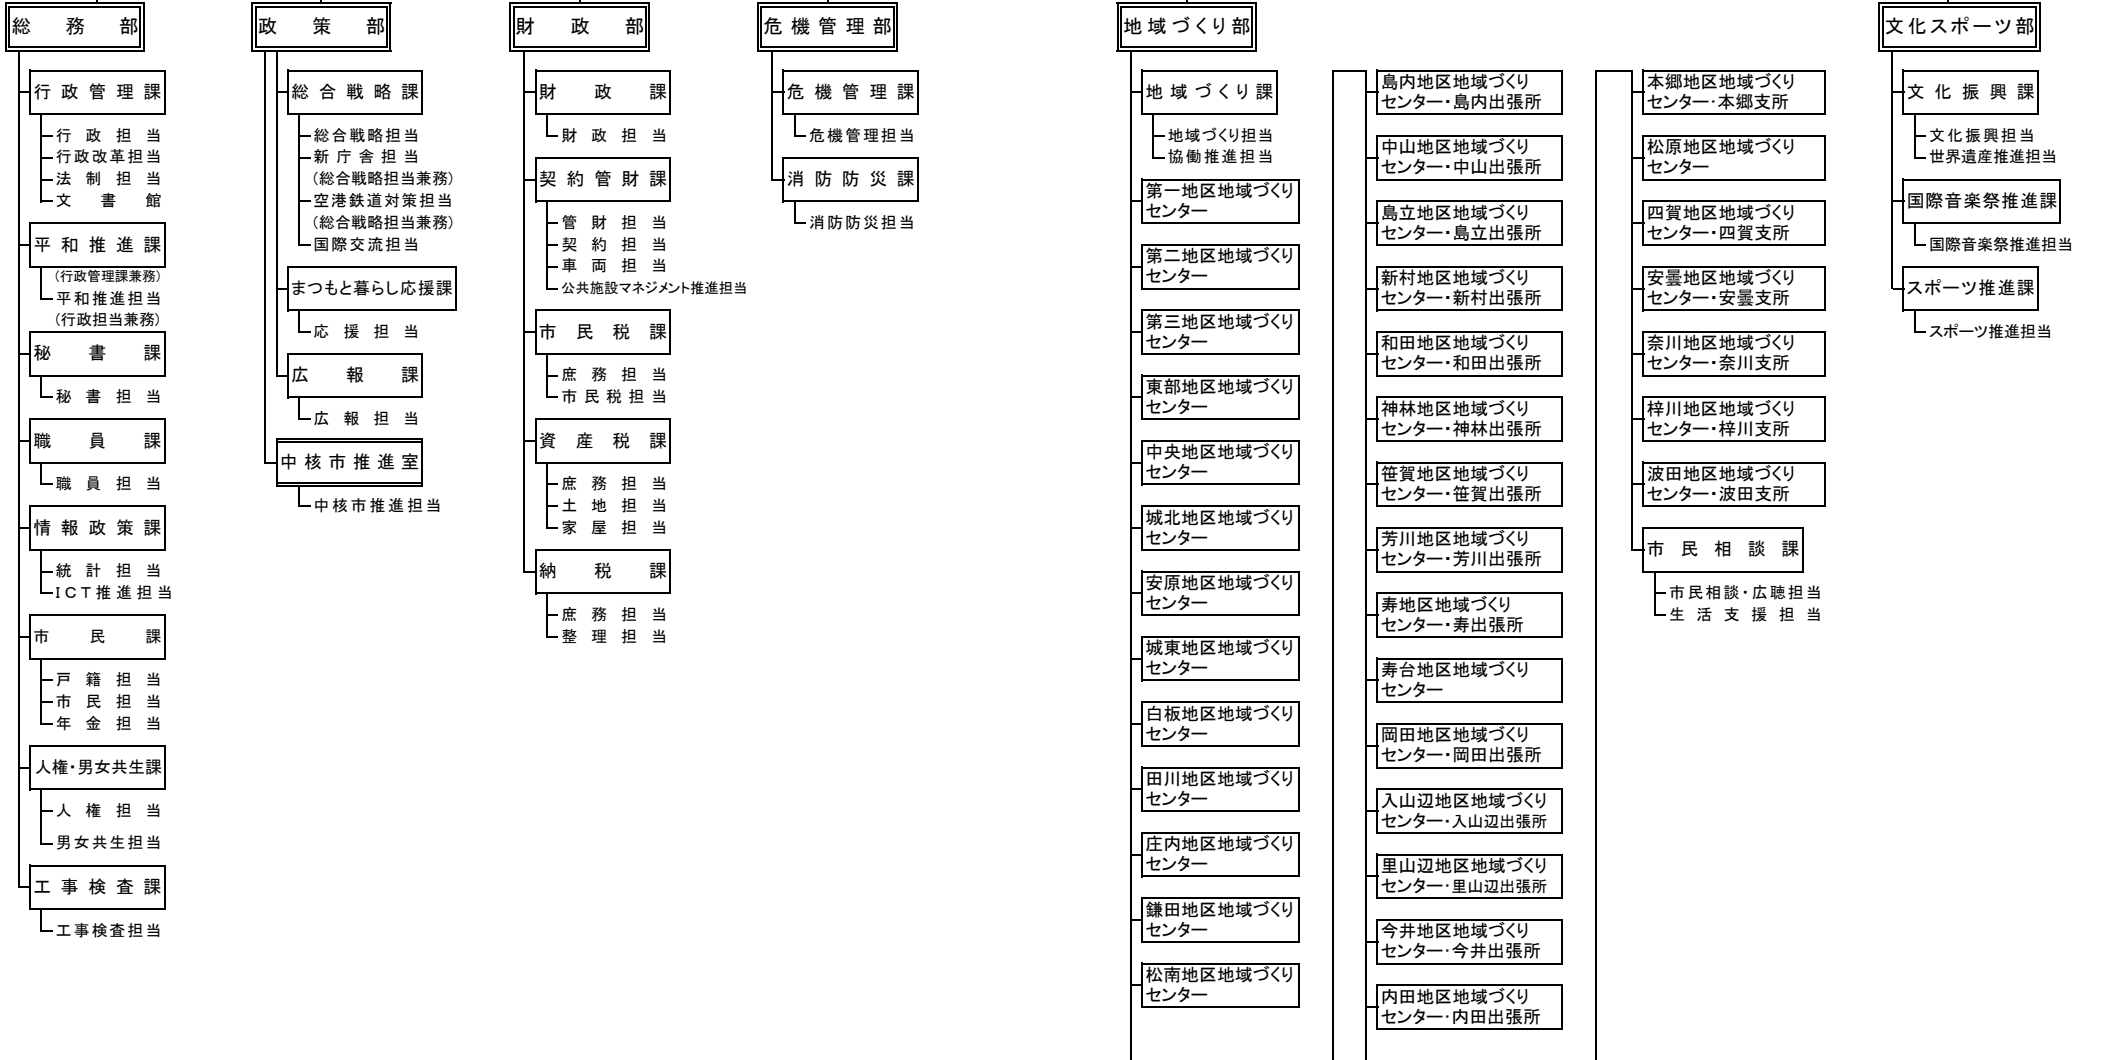 総務部
行政管理課
行政担当
行政改革担当
法制担当
文書館
平和推進課
(行政管理課兼務)
平和推進担当
(行政担当兼務)
秘書課
秘書担当
職員課
職員担当
情報政策課
統計担当
ICT推進担当
市民課
戸籍担当
市民担当
年金担当
人権・男女共生課
人権担当
男女共生担当
工事検査課
工事検査担当
政策部
総合戦略課
総合戦略担当
新庁舎担当
(総合戦略担当兼務)
空港鉄道対策担当
(総合戦略担当兼務)
国際交流担当
まつもと暮らし応援課
応援担当
広報課
広報担当
中核市推進室
中核市推進担当
財政部
財政課
財政担当
契約管財課
管財担当
契約担当
車両担当
公共施設マネジメント推進担当
市民税課
庶務担当
市民税担当
資産税課
庶務担当
土地担当
家屋担当
納税課
庶務担当
整理担当
危機管理部
危機管理課
危機管理担当
消防防災課
消防防災担当
地域づくり部
地域づくり課
地域づくり担当
協働推進担当
第一地区地域づくり
センター
第二地区地域づくり
センター
第三地区地域づくり
センター
東部地区地域づくり
センター
中央地区地域づくり
センター
城北地区地域づくり
センター
安原地区地域づくり
センター
城東地区地域づくり
センター
白板地区地域づくり
センター
田川地区地域づくり
センター
庄内地区地域づくり
センター
鎌田地区地域づくり
センター
松南地区地域づくり
センター
島内地区地域づくり
センター・島内出張所
中山地区地域づくり
センター・中山出張所
島立地区地域づくり
センター・島立出張所
新村地区地域づくり
センター・新村出張所
和田地区地域づくり
センター・和田出張所
神林地区地域づくり
センター・神林出張所
笹賀地区地域づくり
センター・笹賀出張所
芳川地区地域づくり
センター・芳川出張所
寿地区地域づくり
センター・寿出張所
寿台地区地域づくり
センター
岡田地区地域づくり
センター・岡田出張所
入山辺地区地域づくり
センター・入山辺出張所
里山辺地区地域づくり
センター・里山辺出張所
今井地区地域づくり
センター・今井出張所
内田地区地域づくり
センター・内田出張所
本郷地区地域づくり
センター・本郷支所
松原地区地域づくり
センター
四賀地区地域づくり
センター・四賀支所
安曇地区地域づくり
センター・安曇支所
奈川地区地域づくり
センター・奈川支所
梓川地区地域づくり
センター・梓川支所
波田地区地域づくり
センター・波田支所
市民相談課
市民相談・広聴担当
生活支援担当
文化スポーツ部
文化振興課
文化振興担当
世界遺産推進担当
国際音楽祭推進課
国際音楽祭推進担当
スポーツ推進課
スポーツ推進担当